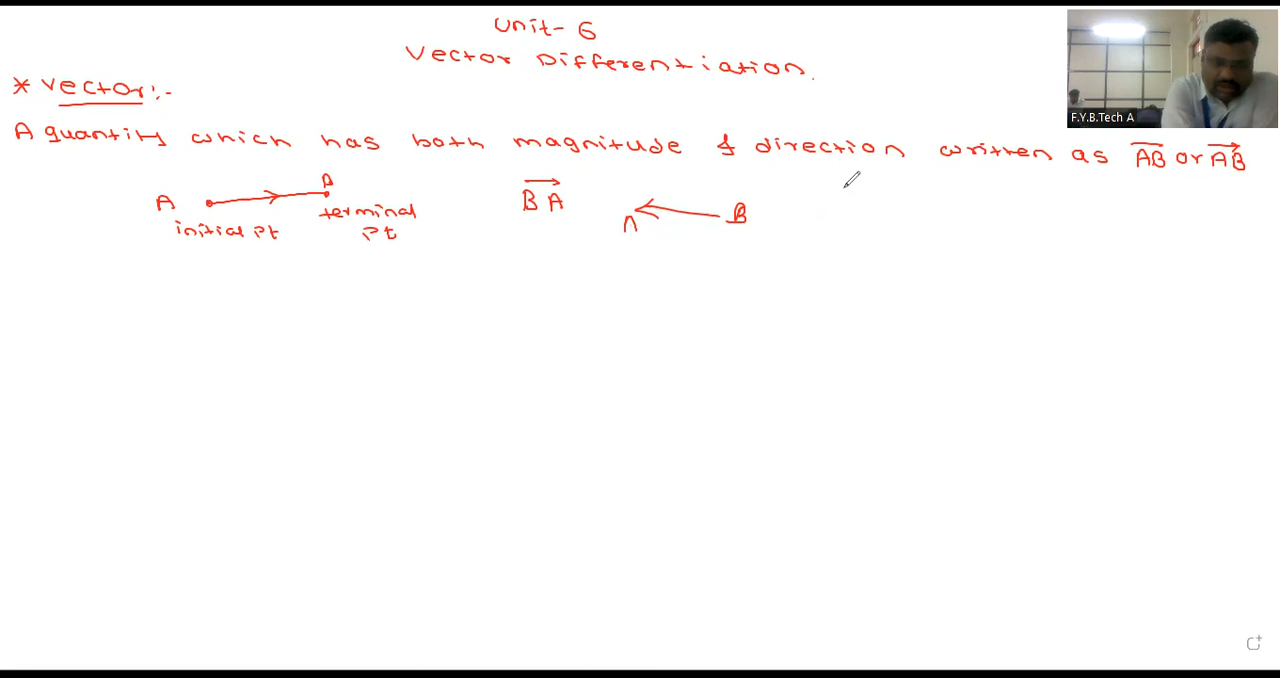 Unit- 6
Vector Differentiation.
* Vector:-
A quantity which has both magnitude & direction written as AB or AB
A B BA
initial pt terminal pt
A B
F.Y.B.Tech A